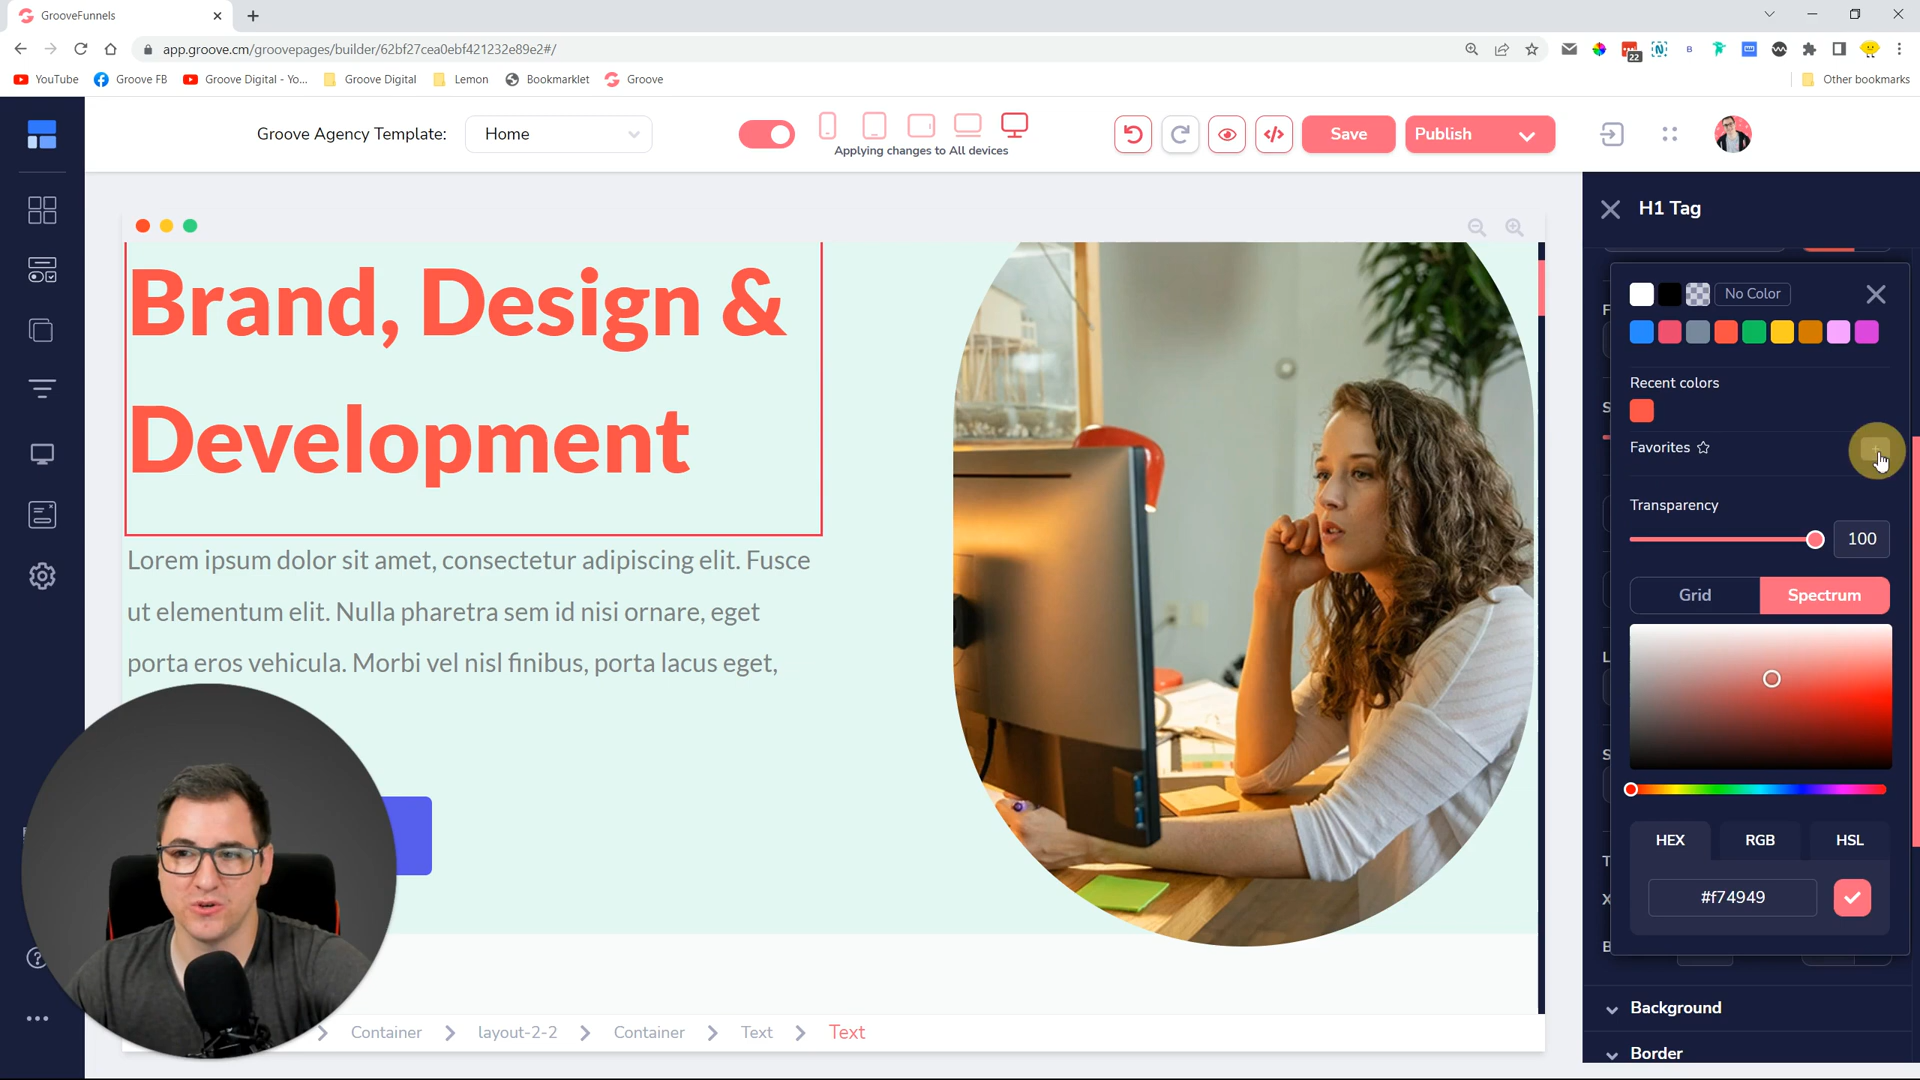 GrooveFunnels
app.groove.cm/groovepages/builder/62bf27cea0ebf421232e89e2#/
22
B
YouTube
Groove FB
Groove Digital - Yo...
Groove Digital
Lemon
Bookmarklet
Groove
Other bookmarks
Groove Agency Template:
Home
Applying changes to All devices
Save
Publish
H1 Tag
Brand, Design &
Development
Lorem ipsum dolor sit amet, consectetur adipiscing elit. Fusce
ut elementum elit. Nulla pharetra sem id nisi ornare, eget
porta eros vehicula. Morbi vel nisl finibus, porta lacus eget,
No Color
Recent colors
Favorites
Transparency
100
Grid
Spectrum
HEX
RGB
HSL
#f74949
Background
Border
Container
layout-2-2
Container
Text
Text